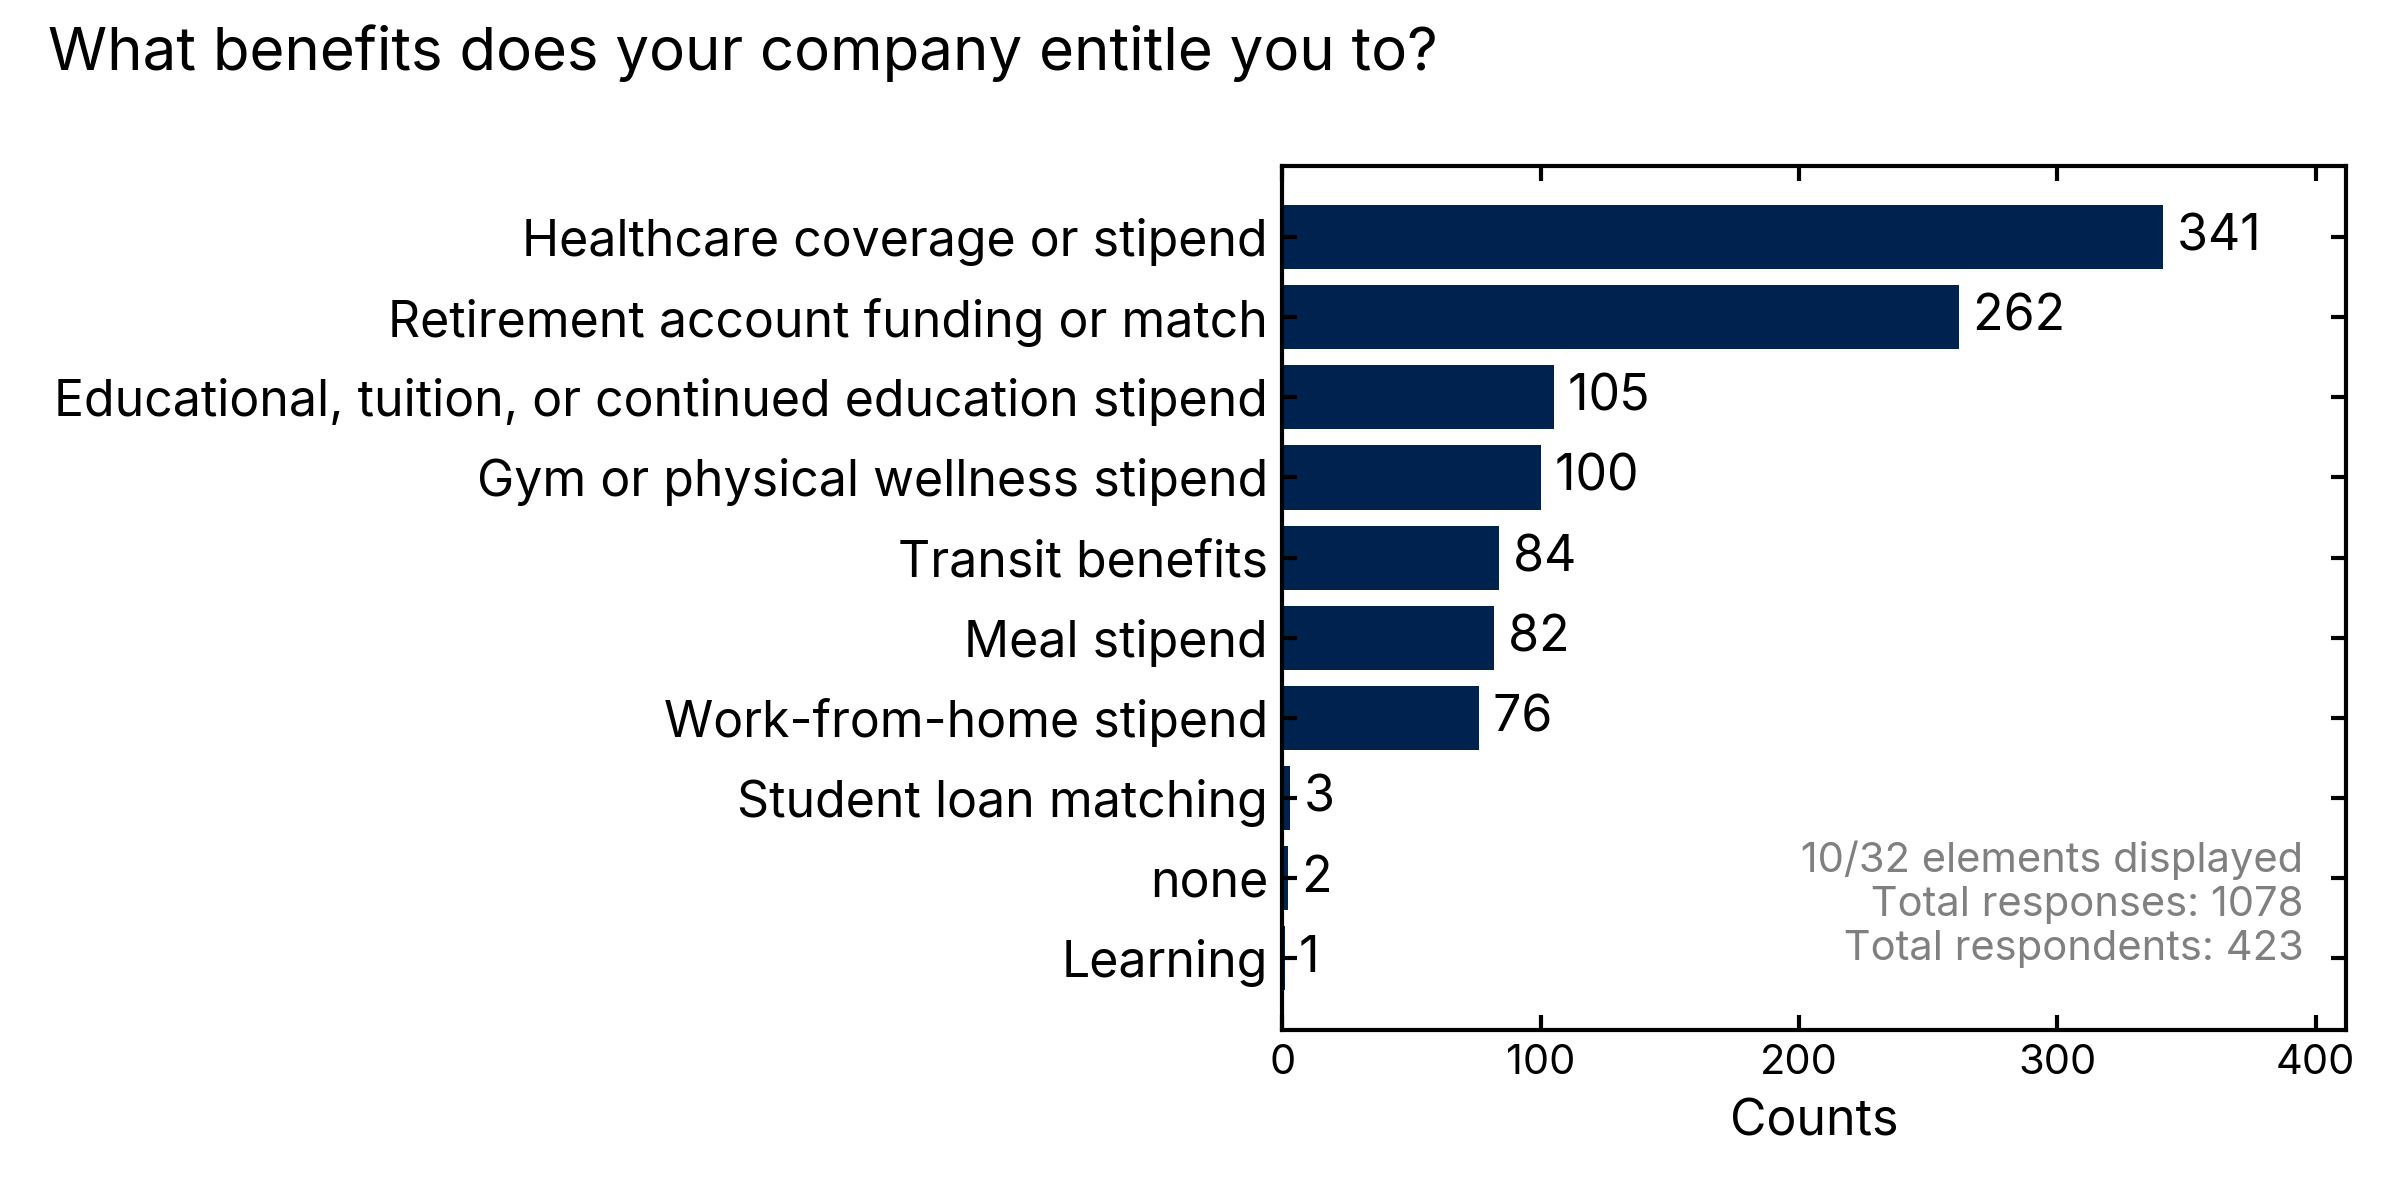 What benefits does your company entitle you to?
Healthcare coverage or stipend 341
Retirement account funding or match 262
Educational, tuition, or continued education stipend 105
Gym or physical wellness stipend 100
Transit benefits 84
Meal stipend 82
Work-from-home stipend 76
Student loan matching 3
none 2
Learning 1
10/32 elements displayed
Total responses: 1078
Total respondents: 423
0 100 200 300 400
Counts